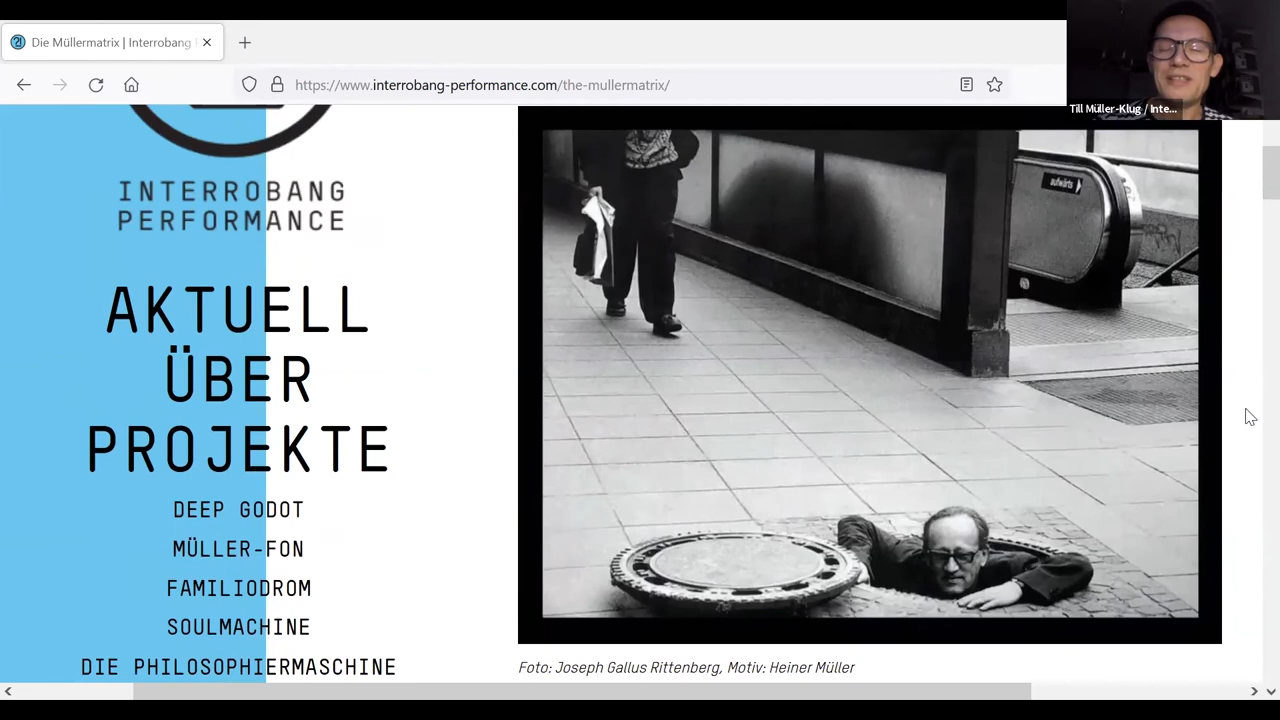 Die Müllermatrix | Interrobang
https://www.interrobang-performance.com/the-mullermatrix/
Till Müller-Klug / Inte...
INTERROBANG
PERFORMANCE
AKTUELL
ÜBER
PROJEKTE
DEEP GODOT
MÜLLER-FON
FAMILIODROM
SOULMACHINE
DIE PHILOSOPHIERMASCHINE
aufwärts
Foto: Joseph Gallus Rittenberg, Motiv: Heiner Müller